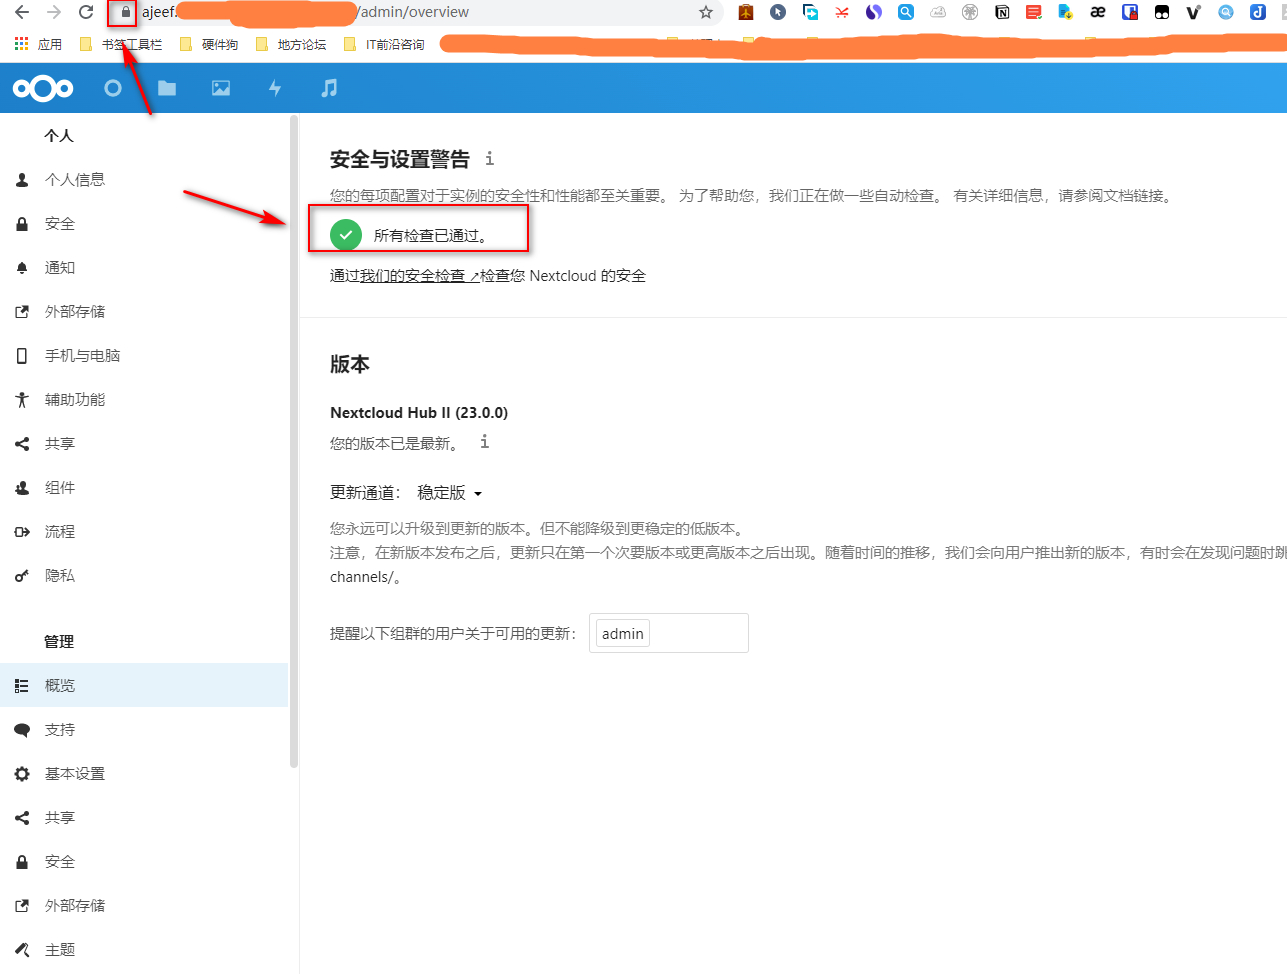 ajeef.
/admin/overview
应用
书签工具栏
硬件狗
地方论坛
IT前沿咨询
个人
个人信息
安全
通知
外部存储
手机与电脑
辅助功能
共享
组件
流程
隐私
管理
概览
支持
基本设置
共享
安全
外部存储
主题
安全与设置警告
您的每项配置对于实例的安全性和性能都至关重要。 为了帮助您，我们正在做一些自动检查。 有关详细信息，请参阅文档链接。
所有检查已通过。
通过我们的安全检查 ↗检查您 Nextcloud 的安全
版本
Nextcloud Hub II (23.0.0)
您的版本已是最新。
更新通道： 稳定版
您永远可以升级到更新的版本。但不能降级到更稳定的低版本。
注意，在新版本发布之后，更新只在第一个次要版本或更高版本之后出现。随着时间的推移，我们会向用户推出新的版本，有时会在发现问题时跳
channels/。
提醒以下组群的用户关于可用的更新： admin